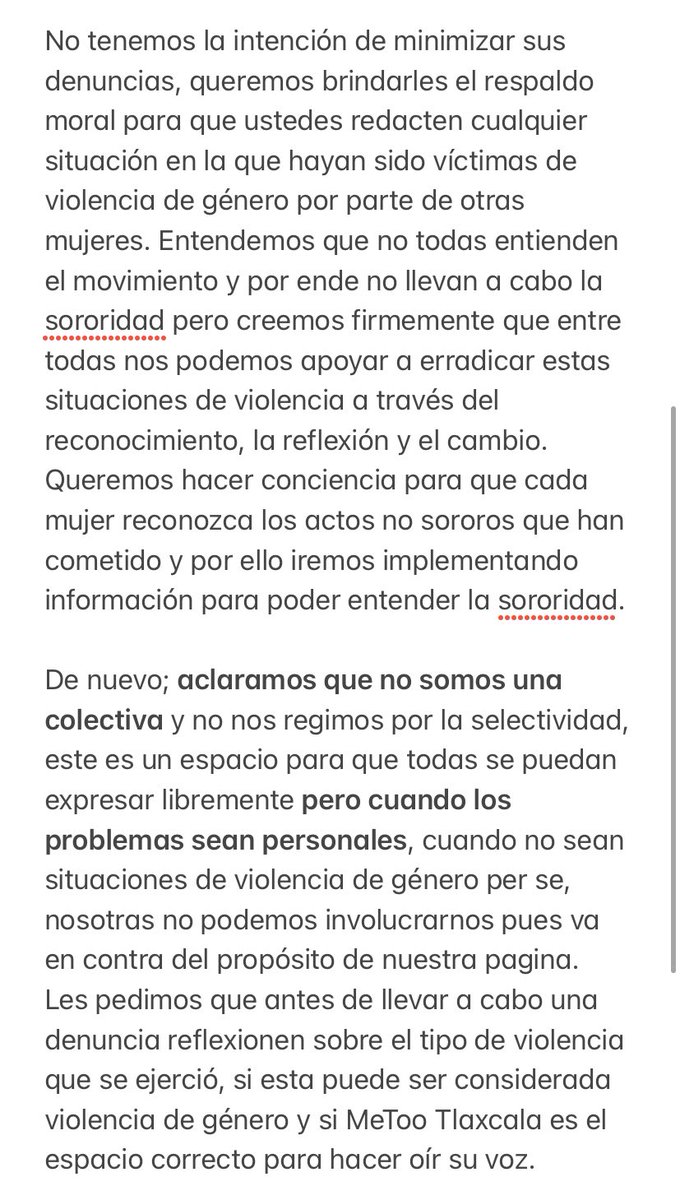 No tenemos la intención de minimizar sus
denuncias, queremos brindarles el respaldo
moral para que ustedes redacten cualquier
situación en la que hayan sido víctimas de
violencia de género por parte de otras
mujeres. Entendemos que no todas entienden
el movimiento y por ende no llevan a cabo la
sororidad pero creemos firmemente que entre
todas nos podemos apoyar a erradicar estas
situaciones de violencia a través del
reconocimiento, la reflexión y el cambio.
Queremos hacer conciencia para que cada
mujer reconozca los actos no sororos que han
cometido y por ello iremos implementando
información para poder entender la sororidad.
De nuevo; aclaramos que no somos una
colectiva y no nos regimos por la selectividad,
este es un espacio para que todas se puedan
expresar libremente pero cuando los
problemas sean personales, cuando no sean
situaciones de violencia de género per se,
nosotras no podemos involucrarnos pues va
en contra del propósito de nuestra pagina.
Les pedimos que antes de llevar a cabo una
denuncia reflexionen sobre el tipo de violencia
que se ejerció, si esta puede ser considerada
violencia de género y si MeToo Tlaxcala es el
espacio correcto para hacer oír su voz.